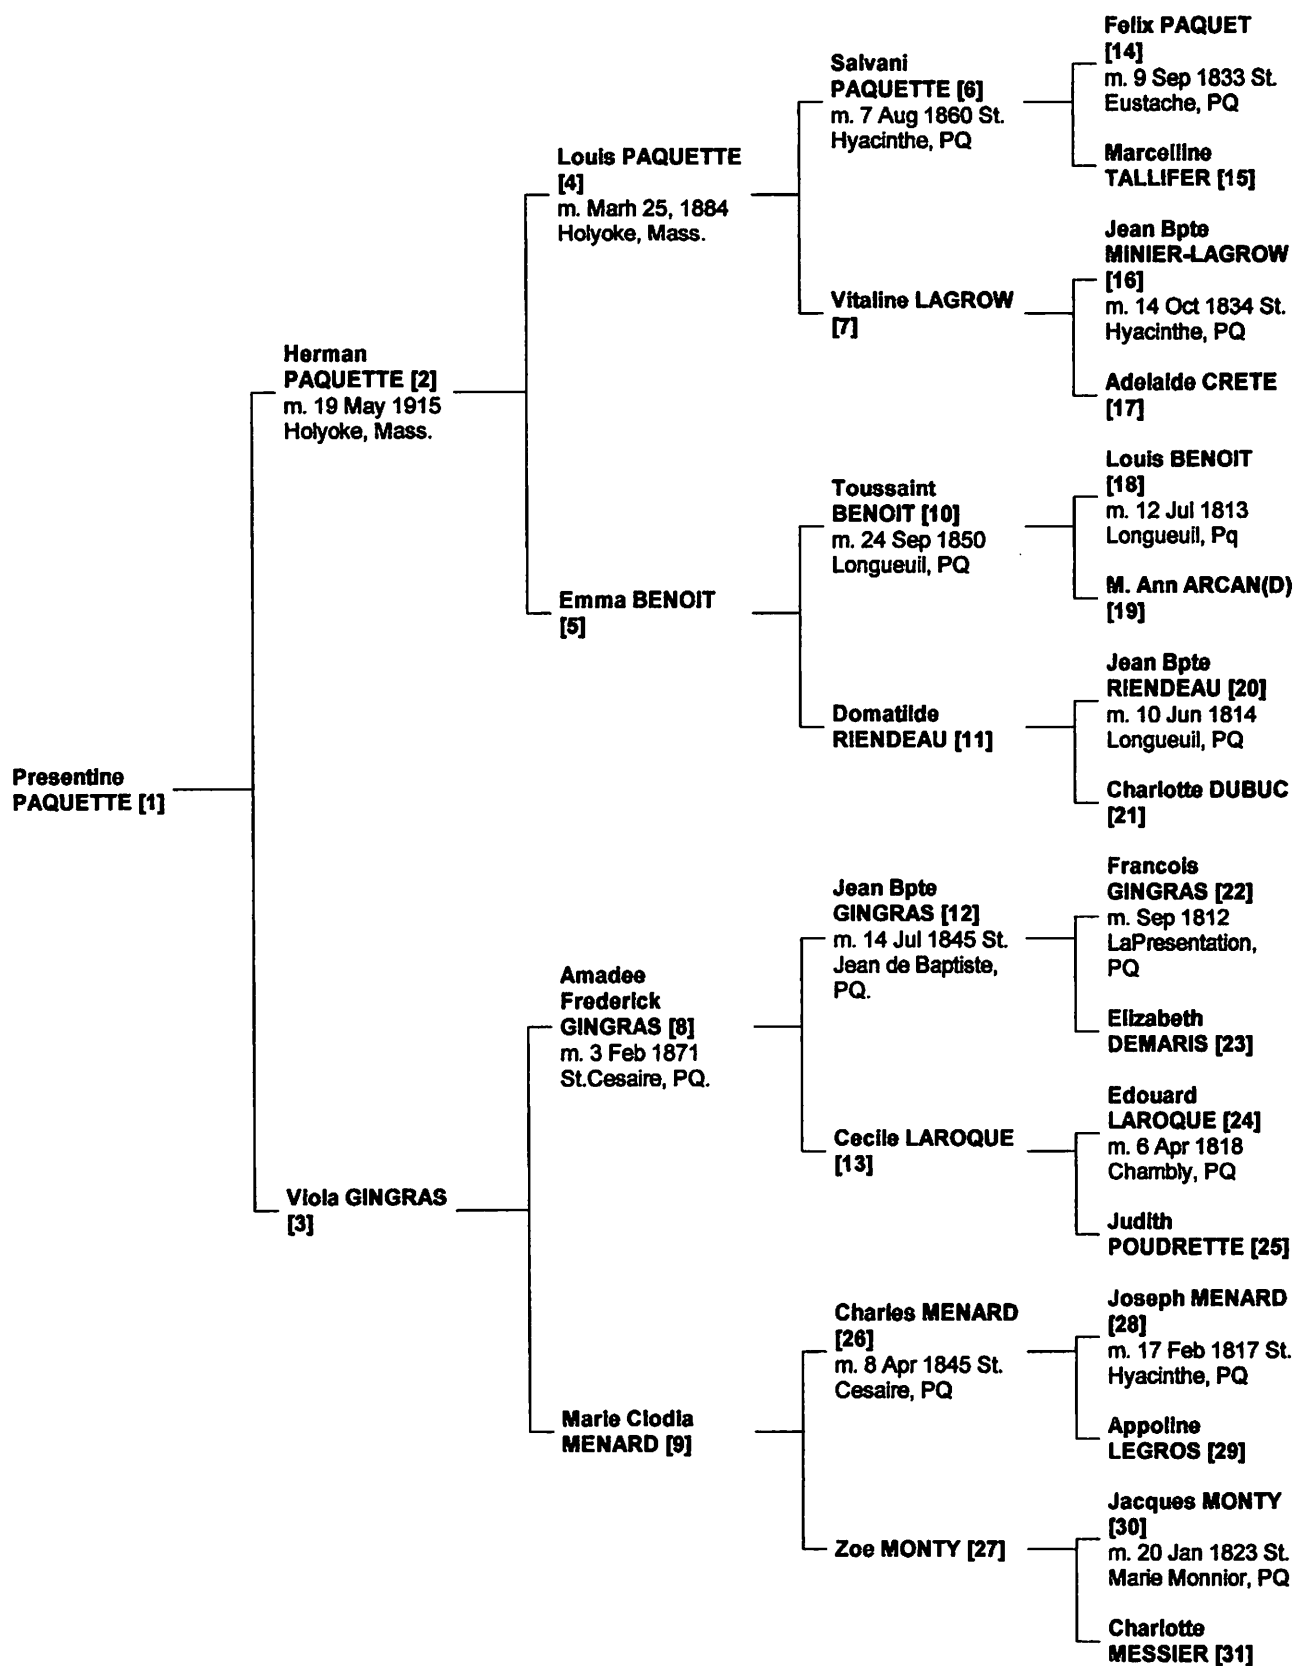 Presentine
PAQUETTE [1]
Herman
PAQUETTE [2]
m. 19 May 1915
Holyoke, Mass.
Viola GINGRAS
[3]
Louis PAQUETTE
[4]
m. Marh 25, 1884
Holyoke, Mass.
Emma BENOIT
[5]
Amadee
Frederick
GINGRAS [8]
m. 3 Feb 1871
St.Cesaire, PQ.
Marie Clodia
MENARD [9]
Salvani
PAQUETTE [6]
m. 7 Aug 1860 St.
Hyacinthe, PQ
Vitaline LAGROW
[7]
Toussaint
BENOIT [10]
m. 24 Sep 1850
Longueuil, PQ
Domatilde
RIENDEAU [11]
Jean Bpte
GINGRAS [12]
m. 14 Jul 1845 St.
Jean de Baptiste,
PQ.
Cecile LAROQUE
[13]
Charles MENARD
[26]
m. 8 Apr 1845 St.
Cesaire, PQ
Zoe MONTY [27]
Felix PAQUET
[14]
m. 9 Sep 1833 St.
Eustache, PQ
Marcelline
TALLIFER [15]
Jean Bpte
MINIER-LAGROW
[16]
m. 14 Oct 1834 St.
Hyacinthe, PQ
Adelaide CRETE
[17]
Louis BENOIT
[18]
m. 12 Jul 1813
Longueuil, Pq
M. Ann ARCAN(D)
[19]
Jean Bpte
RIENDEAU [20]
m. 10 Jun 1814
Longueuil, PQ
Charlotte DUBUC
[21]
Francois
GINGRAS [22]
m. Sep 1812
LaPresentation,
PQ
Elizabeth
DEMARIS [23]
Edouard
LAROQUE [24]
m. 6 Apr 1818
Chambly, PQ
Judith
POUDRETTE [25]
Joseph MENARD
[28]
m. 17 Feb 1817 St.
Hyacinthe, PQ
Appoline
LEGROS [29]
Jacques MONTY
[30]
m. 20 Jan 1823 St.
Marie Monnior, PQ
Charlotte
MESSIER [31]